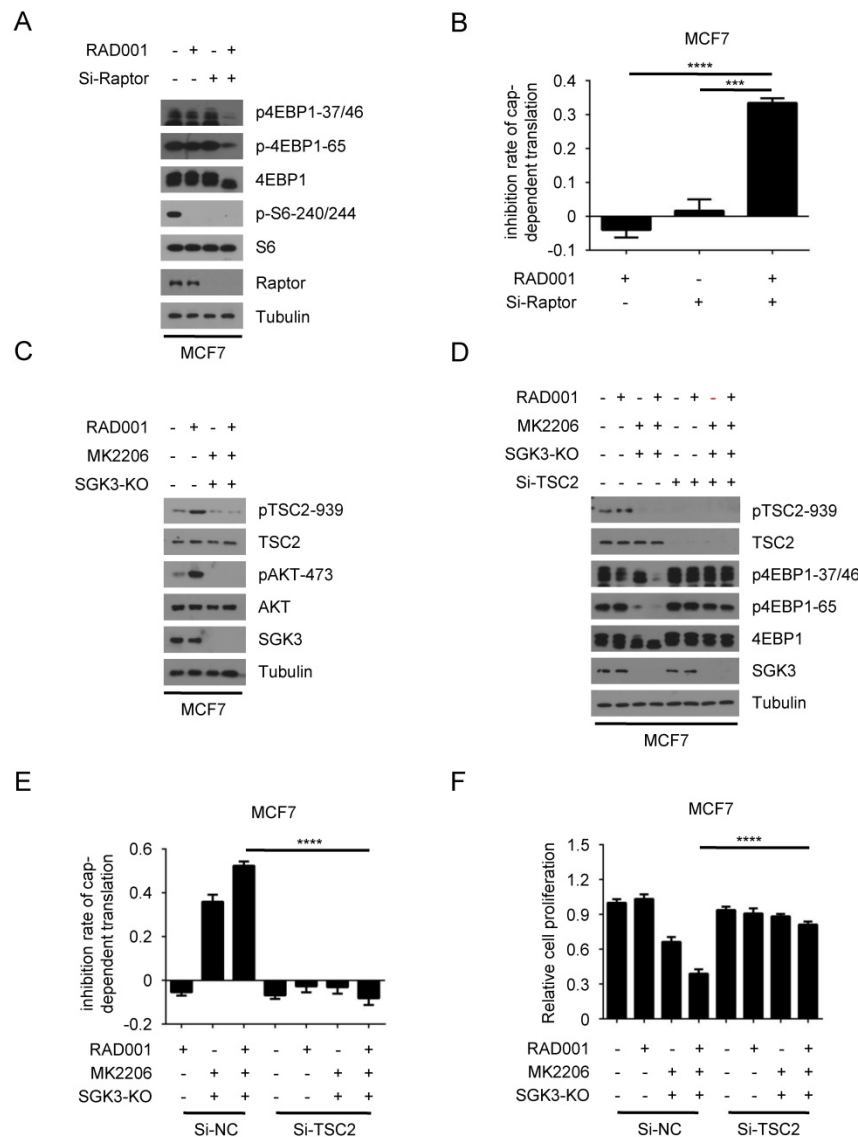 A
RAD001 - + - +
Si-Raptor - - + +
p4EBP1-37/46
p-4EBP1-65
4EBP1
p-S6-240/244
S6
Raptor
Tubulin
MCF7
B
MCF7
inhibition rate of cap-
dependent translation
0.4
0.3
0.2
0.1
0
-0.1
****
***
RAD001 + - +
Si-Raptor - + +
C
RAD001 - + - +
MK2206 - - + +
SGK3-KO - - + +
pTSC2-939
TSC2
pAKT-473
AKT
SGK3
Tubulin
MCF7
D
RAD001 - + - + - + - +
MK2206 - - + + - - + +
SGK3-KO - - + + - - + +
Si-TSC2 - - - - + + + +
pTSC2-939
TSC2
p4EBP1-37/46
p4EBP1-65
4EBP1
SGK3
Tubulin
MCF7
E
MCF7
inhibition rate of cap-
dependent translation
0.6
0.4
0.2
0
-0.2
****
RAD001 + - + - + - +
MK2206 - + + - - + +
SGK3-KO - + + - - + +
Si-NC Si-TSC2
F
MCF7
Relative cell proliferation
1.5
1.2
0.9
0.6
0.3
0
****
RAD001 - + - + - + - +
MK2206 - - + + - - + +
SGK3-KO - - + + - - + +
Si-NC Si-TSC2